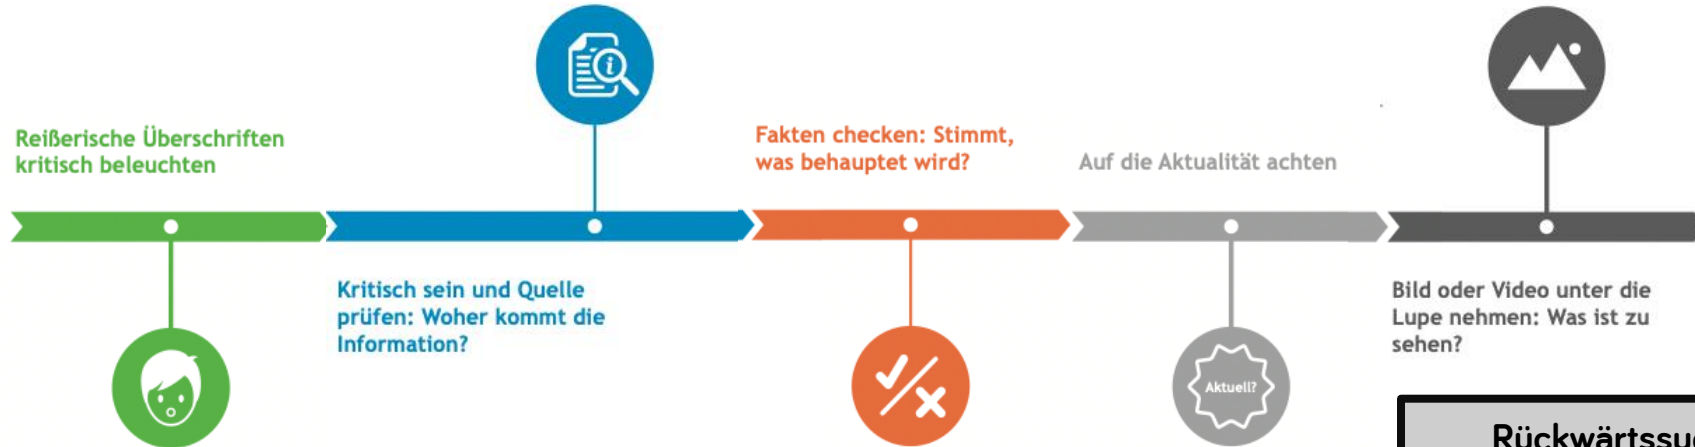 Reißerische Überschriften
kritisch beleuchten
Kritisch sein und Quelle
prüfen: Woher kommt die
Information?
Fakten checken: Stimmt,
was behauptet wird?
Auf die Aktualität achten
Aktuell?
Bild oder Video unter die
Lupe nehmen: Was ist zu
sehen?